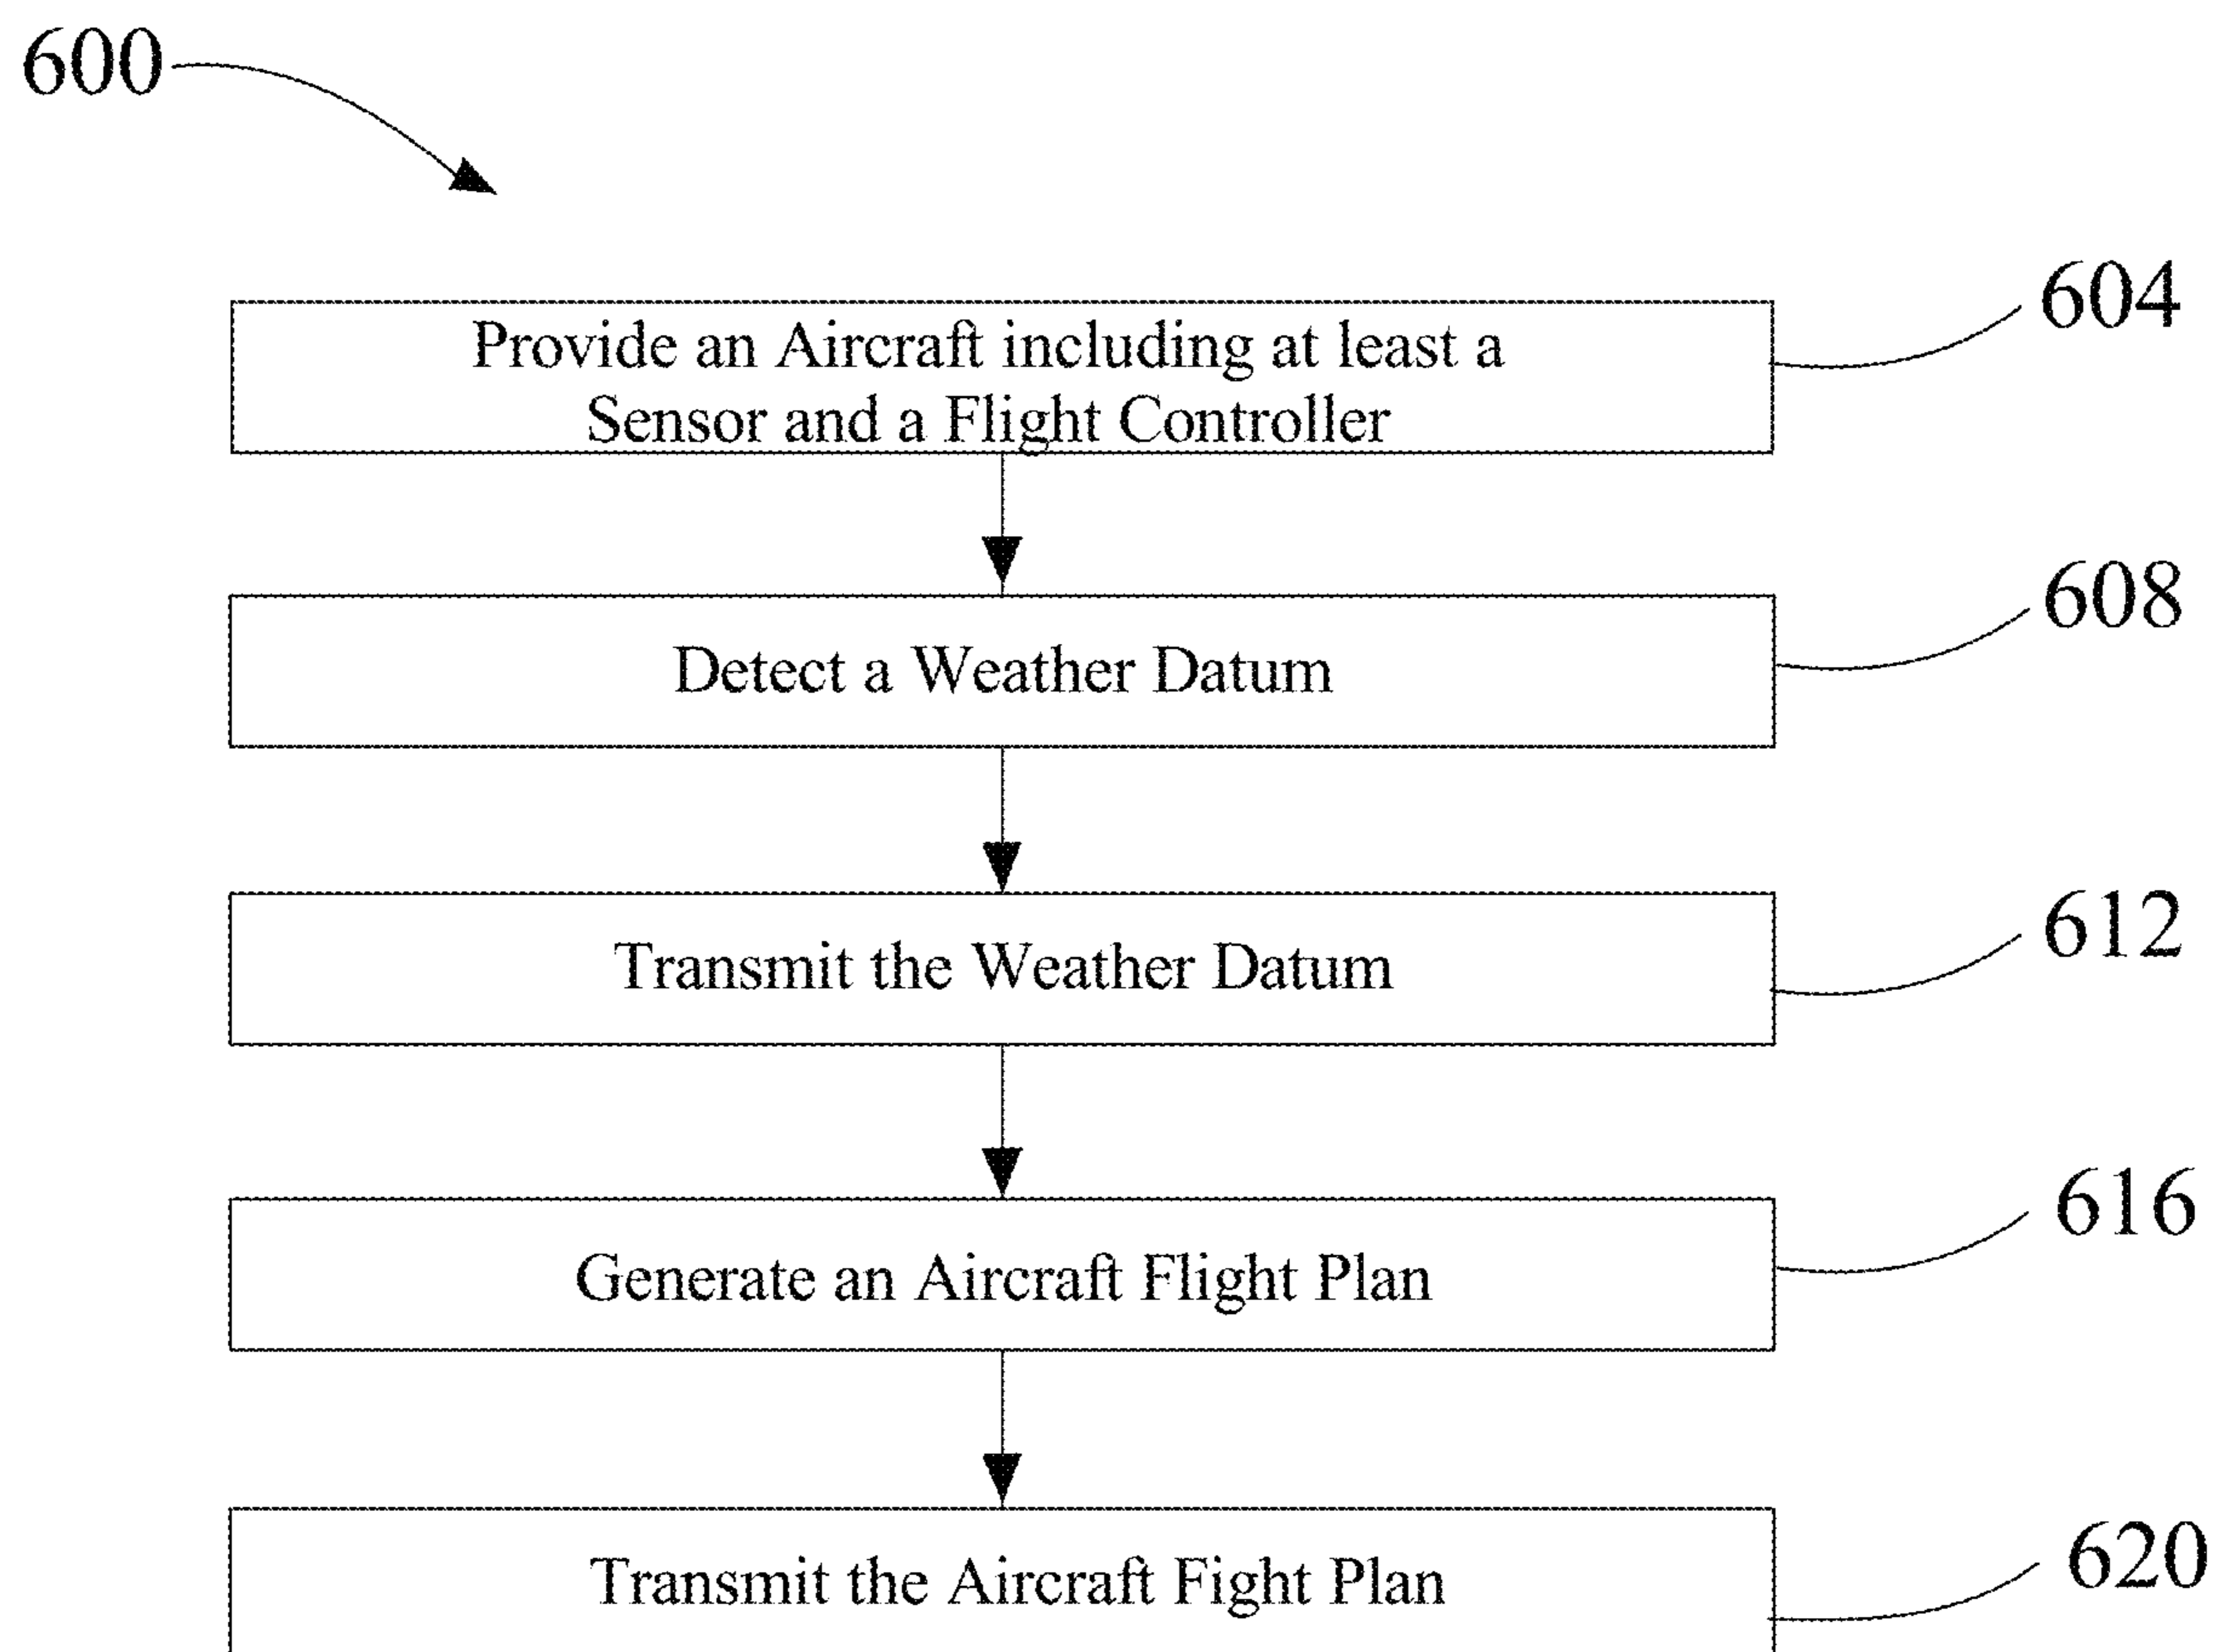 600
604
Provide an Aircraft including at least a
Sensor and a Flight Controller
608
Detect a Weather Datum
612
Transmit the Weather Datum
616
Generate an Aircraft Flight Plan
620
Transmit the Aircraft Fight Plan